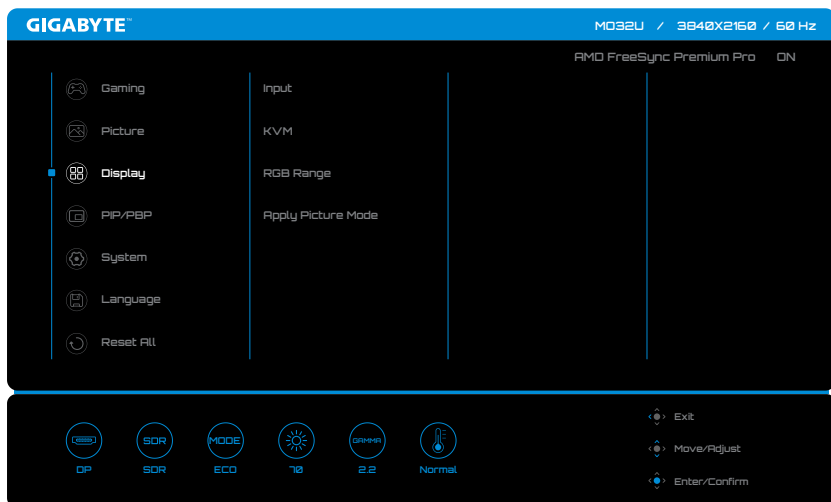 GIGABYTE™
MO32U / 3840X2160 / 60 Hz
AMD FreeSync Premium Pro ON
Gaming
Input
Picture
KVM
Display
RGB Range
PIP/PBP
Apply Picture Mode
System
Language
Reset All
SDR
MODE
GAMMA
DP
SDR
ECO
70
2.2
Normal
Exit
Move/Adjust
Enter/Confirm